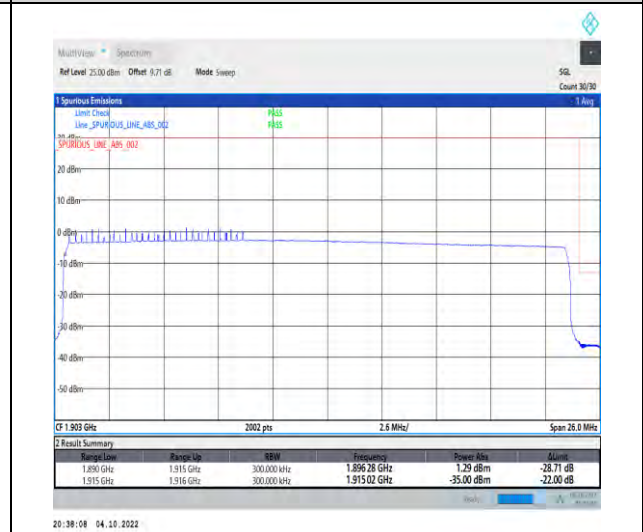 MultiView Spectrum
Ref Level 25.00 dBm Offset 9.71 dB Mode Sweep SGL
Count 30/30
1 Spurious Emissions 1 Avg
Limit Check PASS
Line _SPURIOUS_LINE_ABS_002 PASS
30 dBm
SPURIOUS_LINE_ABS_002
20 dBm
10 dBm
0 dBm
-10 dBm
-20 dBm
-30 dBm
-40 dBm
-50 dBm
CF 1.903 GHz 2002 pts 2.6 MHz/ Span 26.0 MHz
2 Result Summary
Range Low Range Up RBW Frequency Power Abs ΔLimit
1.890 GHz 1.915 GHz 300.000 kHz 1.896 28 GHz 1.29 dBm -28.71 dB
1.915 GHz 1.916 GHz 300.000 kHz 1.915 02 GHz -35.00 dBm -22.00 dB
20:38:08 04.10.2022